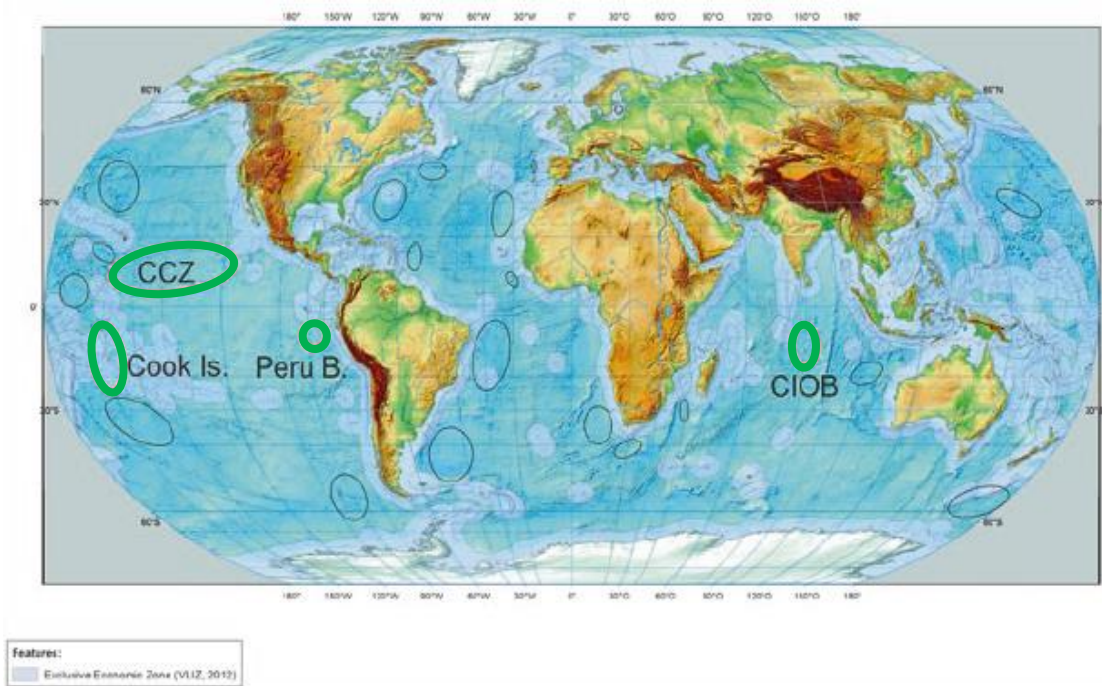 180° 150°W 120°W 90°W 60°W 30°W 0° 30°O 60°O 90°O 120°O 150°O 180°
60°N 60°N
30°N 30°N
CCZ
0°
Cook Is. Peru B. CIOB
30°S 30°S
60°S 60°S
180° 150°W 120°W 90°W 60°W 30°W 0° 30°O 60°O 90°O 120°O 150°O 180°
Features:
Exclusive Economic Zone (VLIZ, 2012)